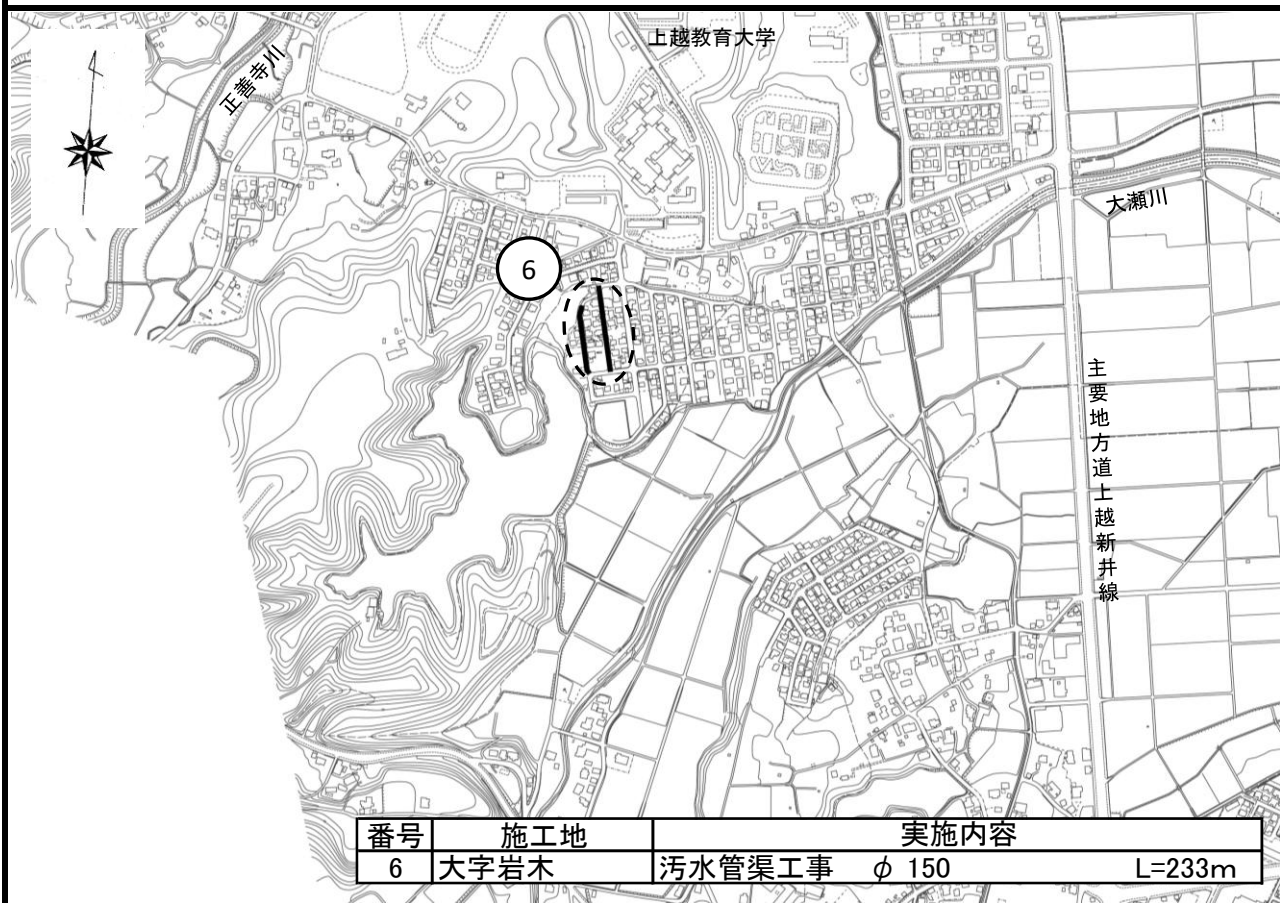 上越教育大学
正善寺川
大瀬川
6
主要地方道上越新井線
番号 施工地 実施内容
6 大字岩木 汚水管渠工事 φ 150 L=233m